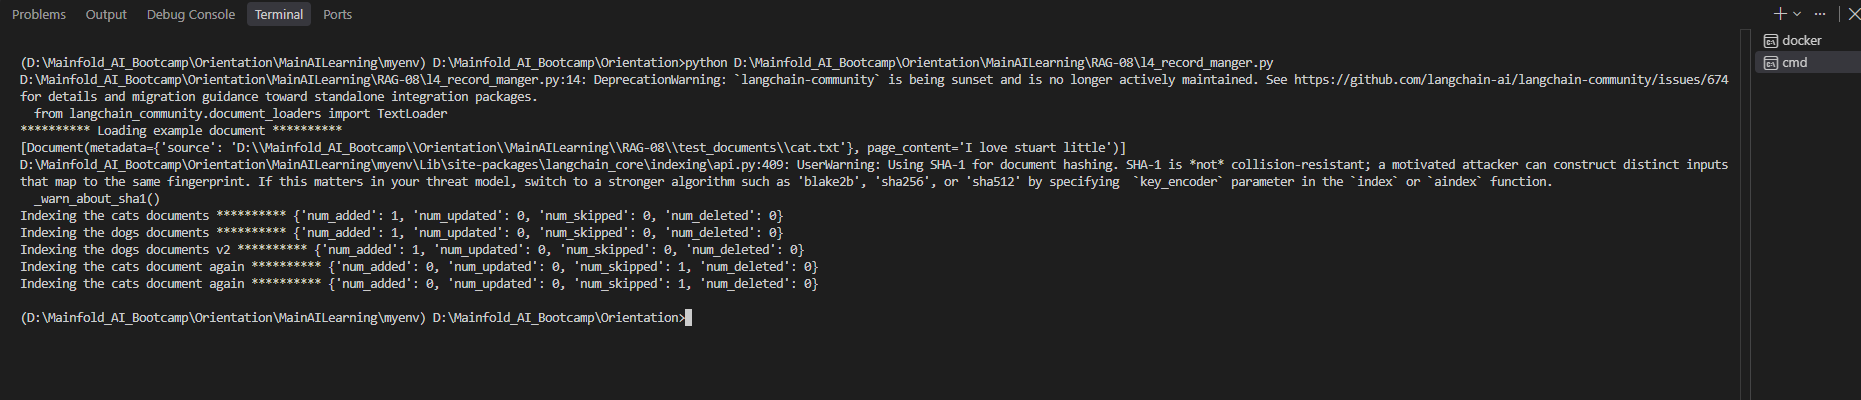 Problems Output Debug Console Terminal Ports
docker
cmd
(D:\Mainfold_AI_Bootcamp\Orientation\MainAILearning\myenv) D:\Mainfold_AI_Bootcamp\Orientation>python D:\Mainfold_AI_Bootcamp\Orientation\MainAILearning\RAG-08\l4_record_manger.py
D:\Mainfold_AI_Bootcamp\Orientation\MainAILearning\RAG-08\l4_record_manger.py:14: DeprecationWarning: `langchain-community` is being sunset and is no longer actively maintained. See https://github.com/langchain-ai/langchain-community/issues/674
for details and migration guidance toward standalone integration packages.
  from langchain_community.document_loaders import TextLoader
********** Loading example document **********
[Document(metadata={'source': 'D:\\Mainfold_AI_Bootcamp\\Orientation\\MainAILearning\\RAG-08\\test_documents\\cat.txt'}, page_content='I love stuart little')]
D:\Mainfold_AI_Bootcamp\Orientation\MainAILearning\myenv\Lib\site-packages\langchain_core\indexing\api.py:409: UserWarning: Using SHA-1 for document hashing. SHA-1 is *not* collision-resistant; a motivated attacker can construct distinct inputs
that map to the same fingerprint. If this matters in your threat model, switch to a stronger algorithm such as 'blake2b', 'sha256', or 'sha512' by specifying  `key_encoder` parameter in the `index` or `aindex` function.
  _warn_about_sha1()
Indexing the cats documents ********** {'num_added': 1, 'num_updated': 0, 'num_skipped': 0, 'num_deleted': 0}
Indexing the dogs documents ********** {'num_added': 1, 'num_updated': 0, 'num_skipped': 0, 'num_deleted': 0}
Indexing the dogs documents v2 ********** {'num_added': 1, 'num_updated': 0, 'num_skipped': 0, 'num_deleted': 0}
Indexing the cats document again ********** {'num_added': 0, 'num_updated': 0, 'num_skipped': 1, 'num_deleted': 0}
Indexing the cats document again ********** {'num_added': 0, 'num_updated': 0, 'num_skipped': 1, 'num_deleted': 0}
(D:\Mainfold_AI_Bootcamp\Orientation\MainAILearning\myenv) D:\Mainfold_AI_Bootcamp\Orientation>